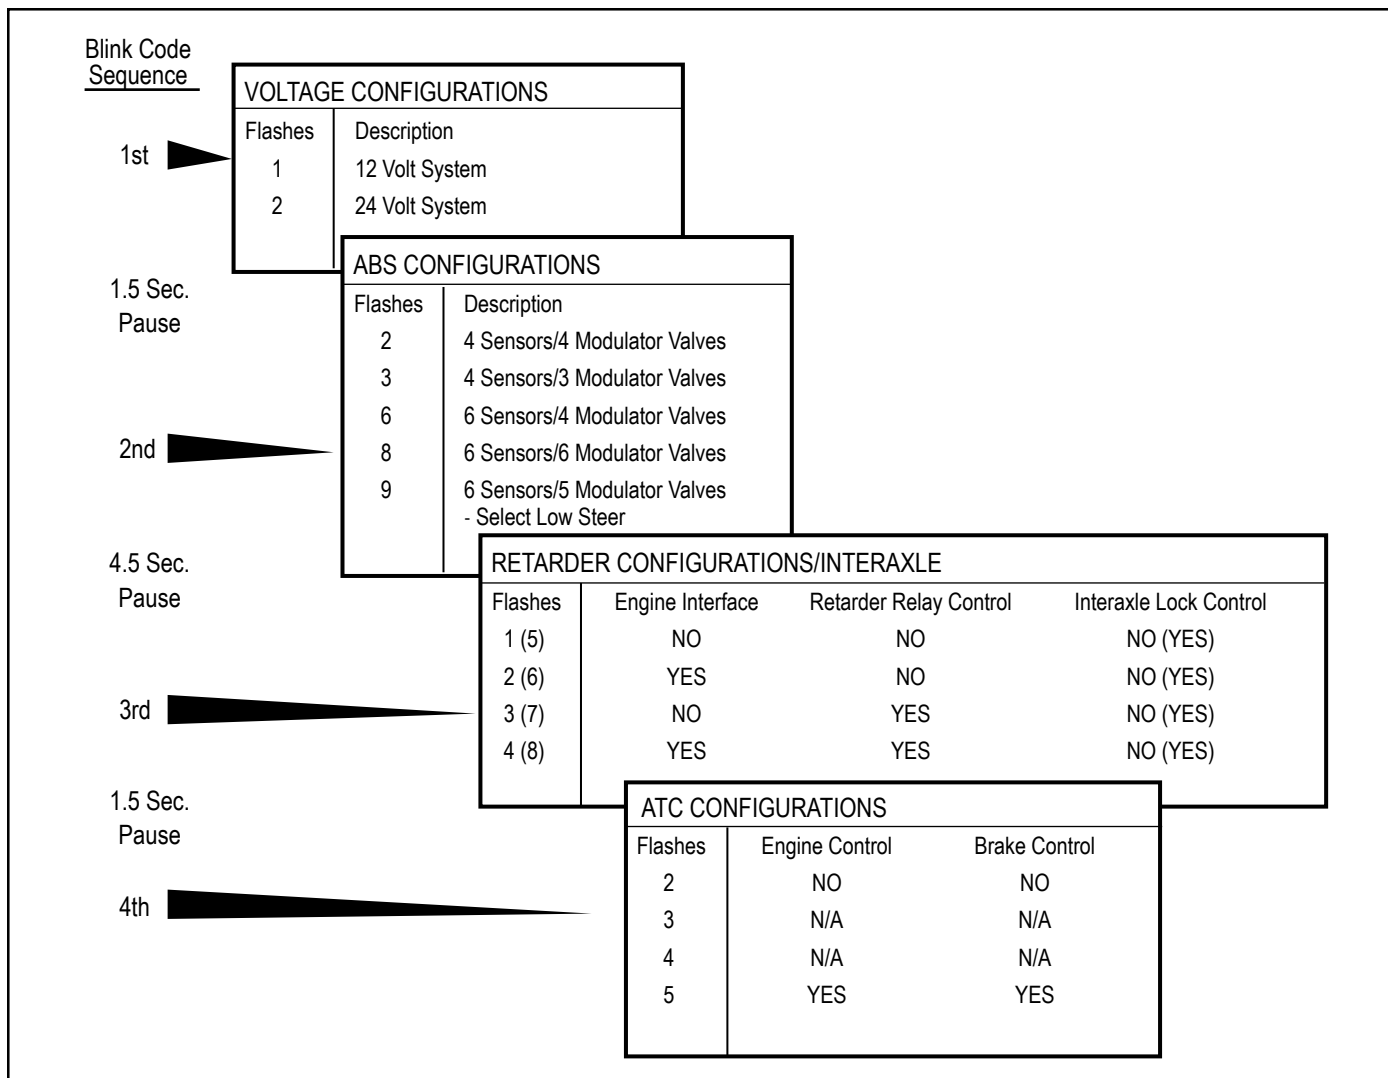 Blink Code
Sequence
1st
VOLTAGE CONFIGURATIONS
Flashes Description
1 12 Volt System
2 24 Volt System
1.5 Sec.
Pause
2nd
ABS CONFIGURATIONS
Flashes Description
2 4 Sensors/4 Modulator Valves
3 4 Sensors/3 Modulator Valves
6 6 Sensors/4 Modulator Valves
8 6 Sensors/6 Modulator Valves
9 6 Sensors/5 Modulator Valves
- Select Low Steer
4.5 Sec.
Pause
3rd
RETARDER CONFIGURATIONS/INTERAXLE
Flashes Engine Interface Retarder Relay Control Interaxle Lock Control
1 (5) NO NO NO (YES)
2 (6) YES NO NO (YES)
3 (7) NO YES NO (YES)
4 (8) YES YES NO (YES)
1.5 Sec.
Pause
4th
ATC CONFIGURATIONS
Flashes Engine Control Brake Control
2 NO NO
3 N/A N/A
4 N/A N/A
5 YES YES